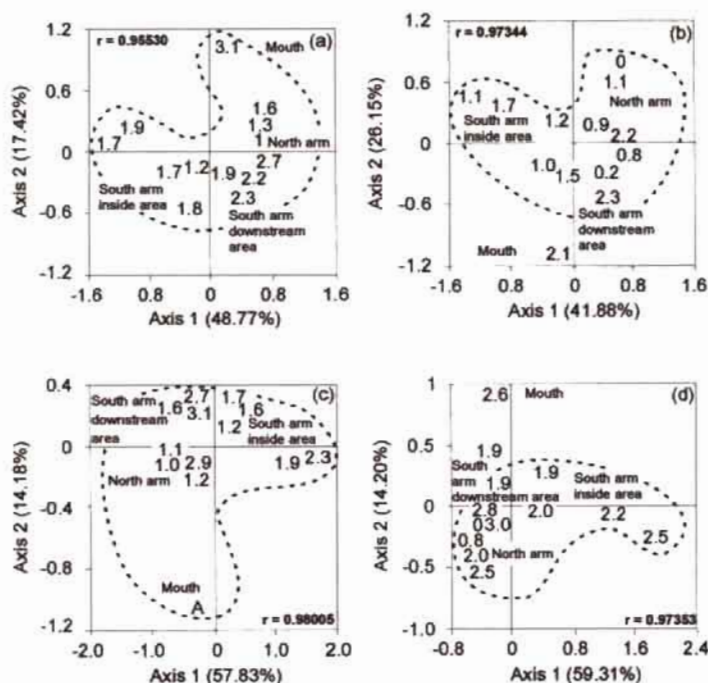 r = 0.95530 (a)
1.2
Mouth
3.1
0.6
1.6
1.9 1.3
1.7 1 North arm
0
1.7 1.2 1.9 2.7
2.2
South arm inside area
2.3
-0.6
1.8
South arm downstream area
-1.2
-1.6 0.8 0 0.8 1.6
Axis 1 (48.77%)
Axis 2 (17.42%)
r = 0.97344 (b)
1.2
0
0.6
1.1 1.7 1.1
North arm
South arm inside area
1.2 0.9
2.2
0
1.0 0.8
1.5 0.2
-0.6
2.3
South arm downstream area
Mouth 2.1
-1.2
-1.6 -0.8 0 0.8 1.6
Axis 1 (41.88%)
Axis 2 (26.15%)
(c)
0.4
South arm downstream area
2.7 1.7
1.6 3.1 1.6
1.2
South arm inside area
0
1.1
1.0 2.9 1.9 2.3
North arm 1.2
-0.4
Mouth
A
-1.2
r = 0.98005
-2.0 -1.0 0 1.0 2.0
Axis 1 (57.83%)
Axis 2 (14.18%)
(d)
1
2.6 Mouth
0.5
1.9
South arm downstream area
1.9 1.9
South arm inside area
0
2.8 2.0 2.2
03.0
0.8 2.5
2.0 North arm
2.5
-0.5
-1.0
r = 0.97353
-0.8 0 0.8 1.6 2.4
Axis 1 (59.31%)
Axis 2 (14.20%)